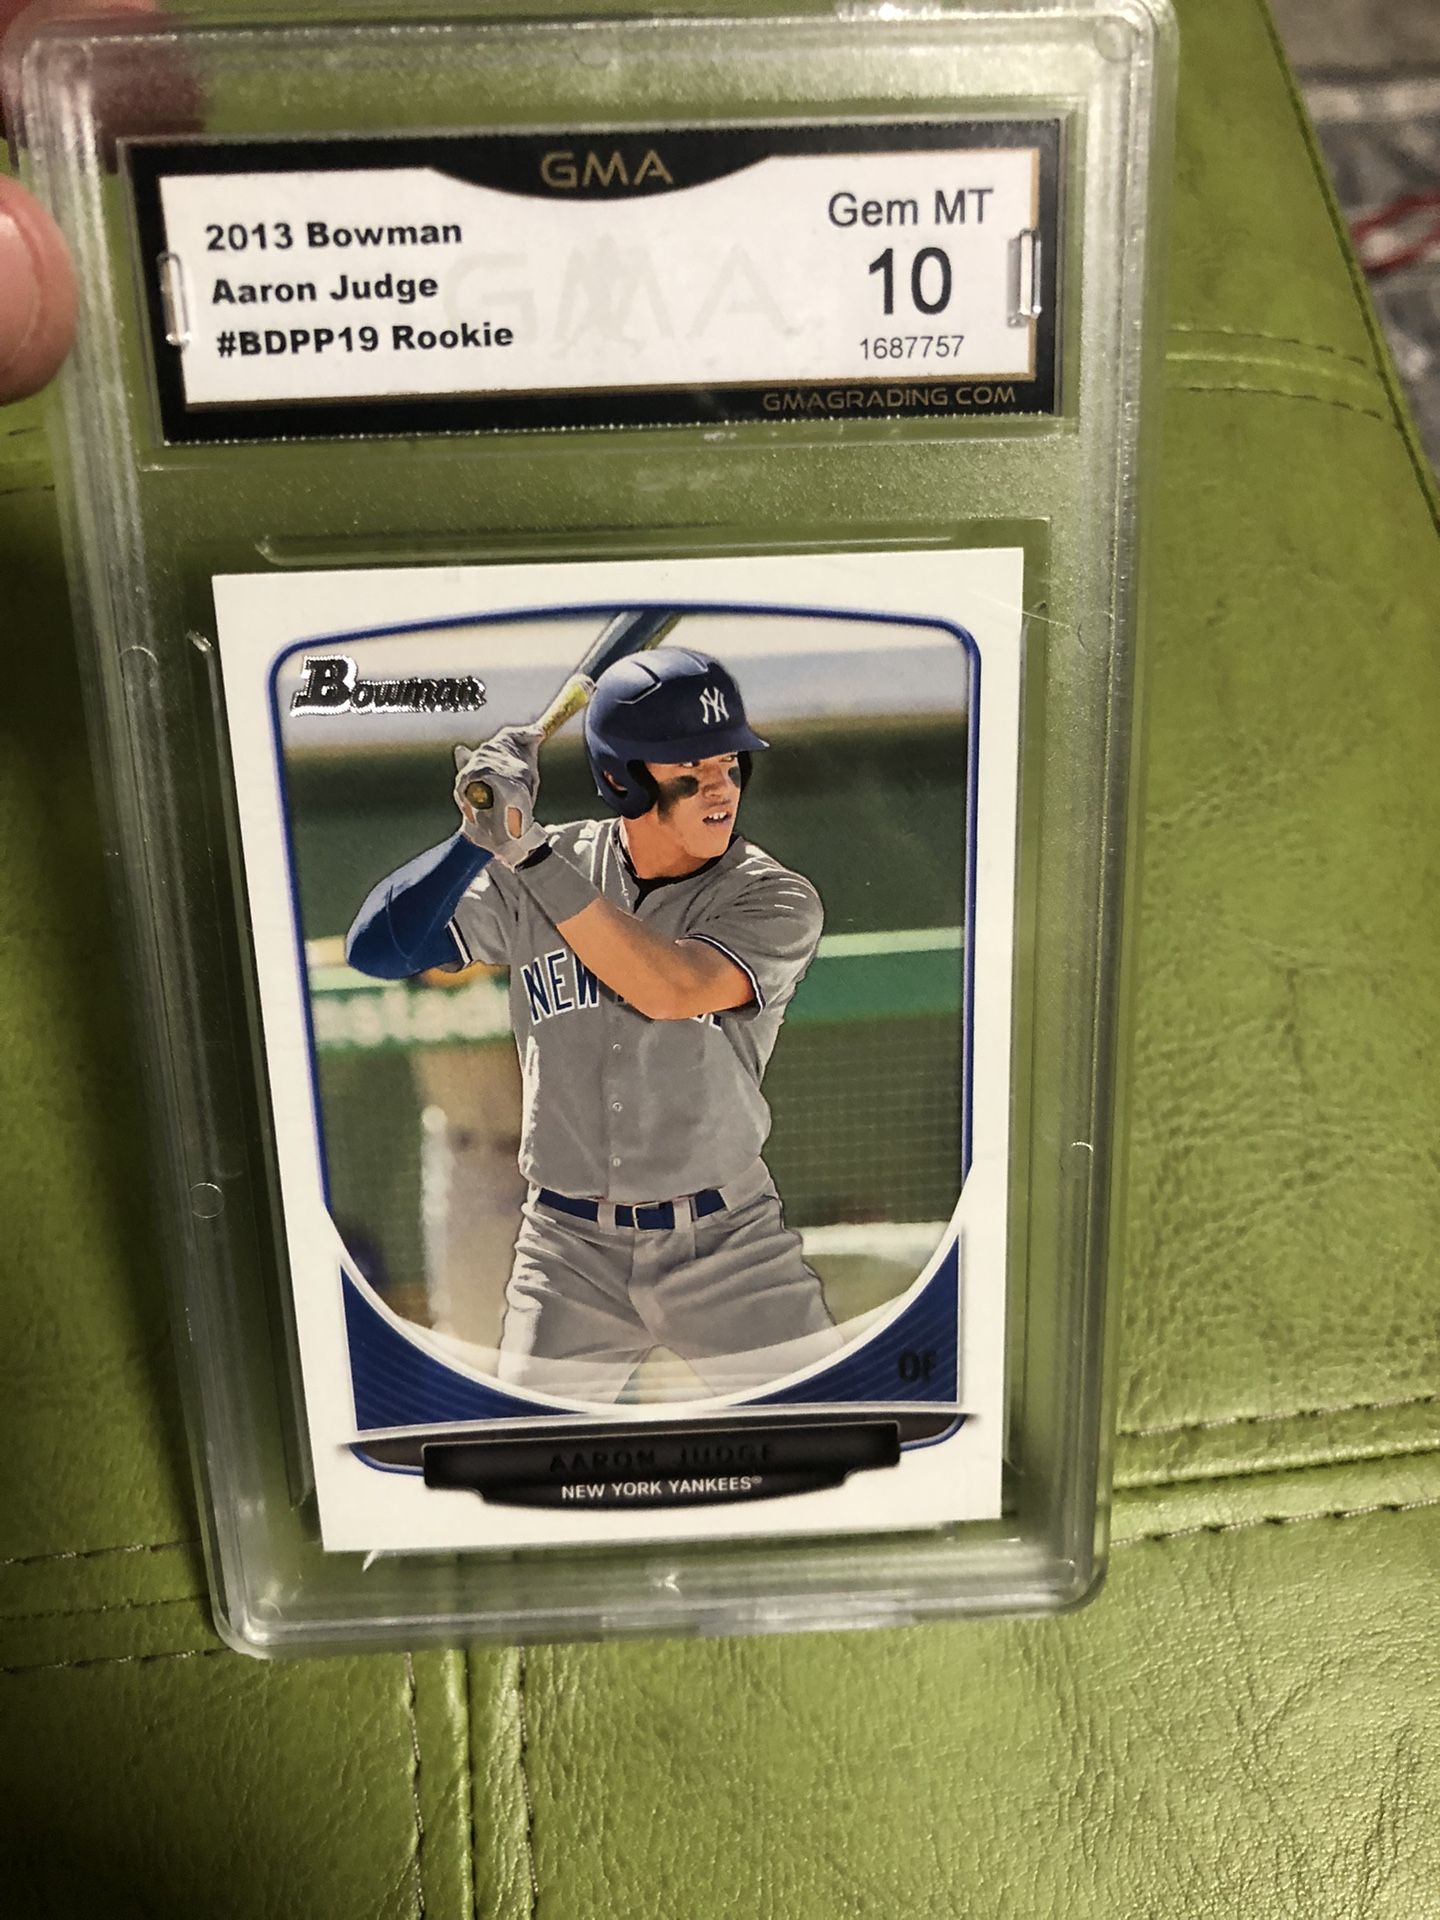 GMA
2013 Bowman
Aaron Judge
#BDPP19 Rookie
Gem MT
10
1687757
GMAGRADING.COM
Bowman
NY
NEW
OF
AARON JUDGE
NEW YORK YANKEES®